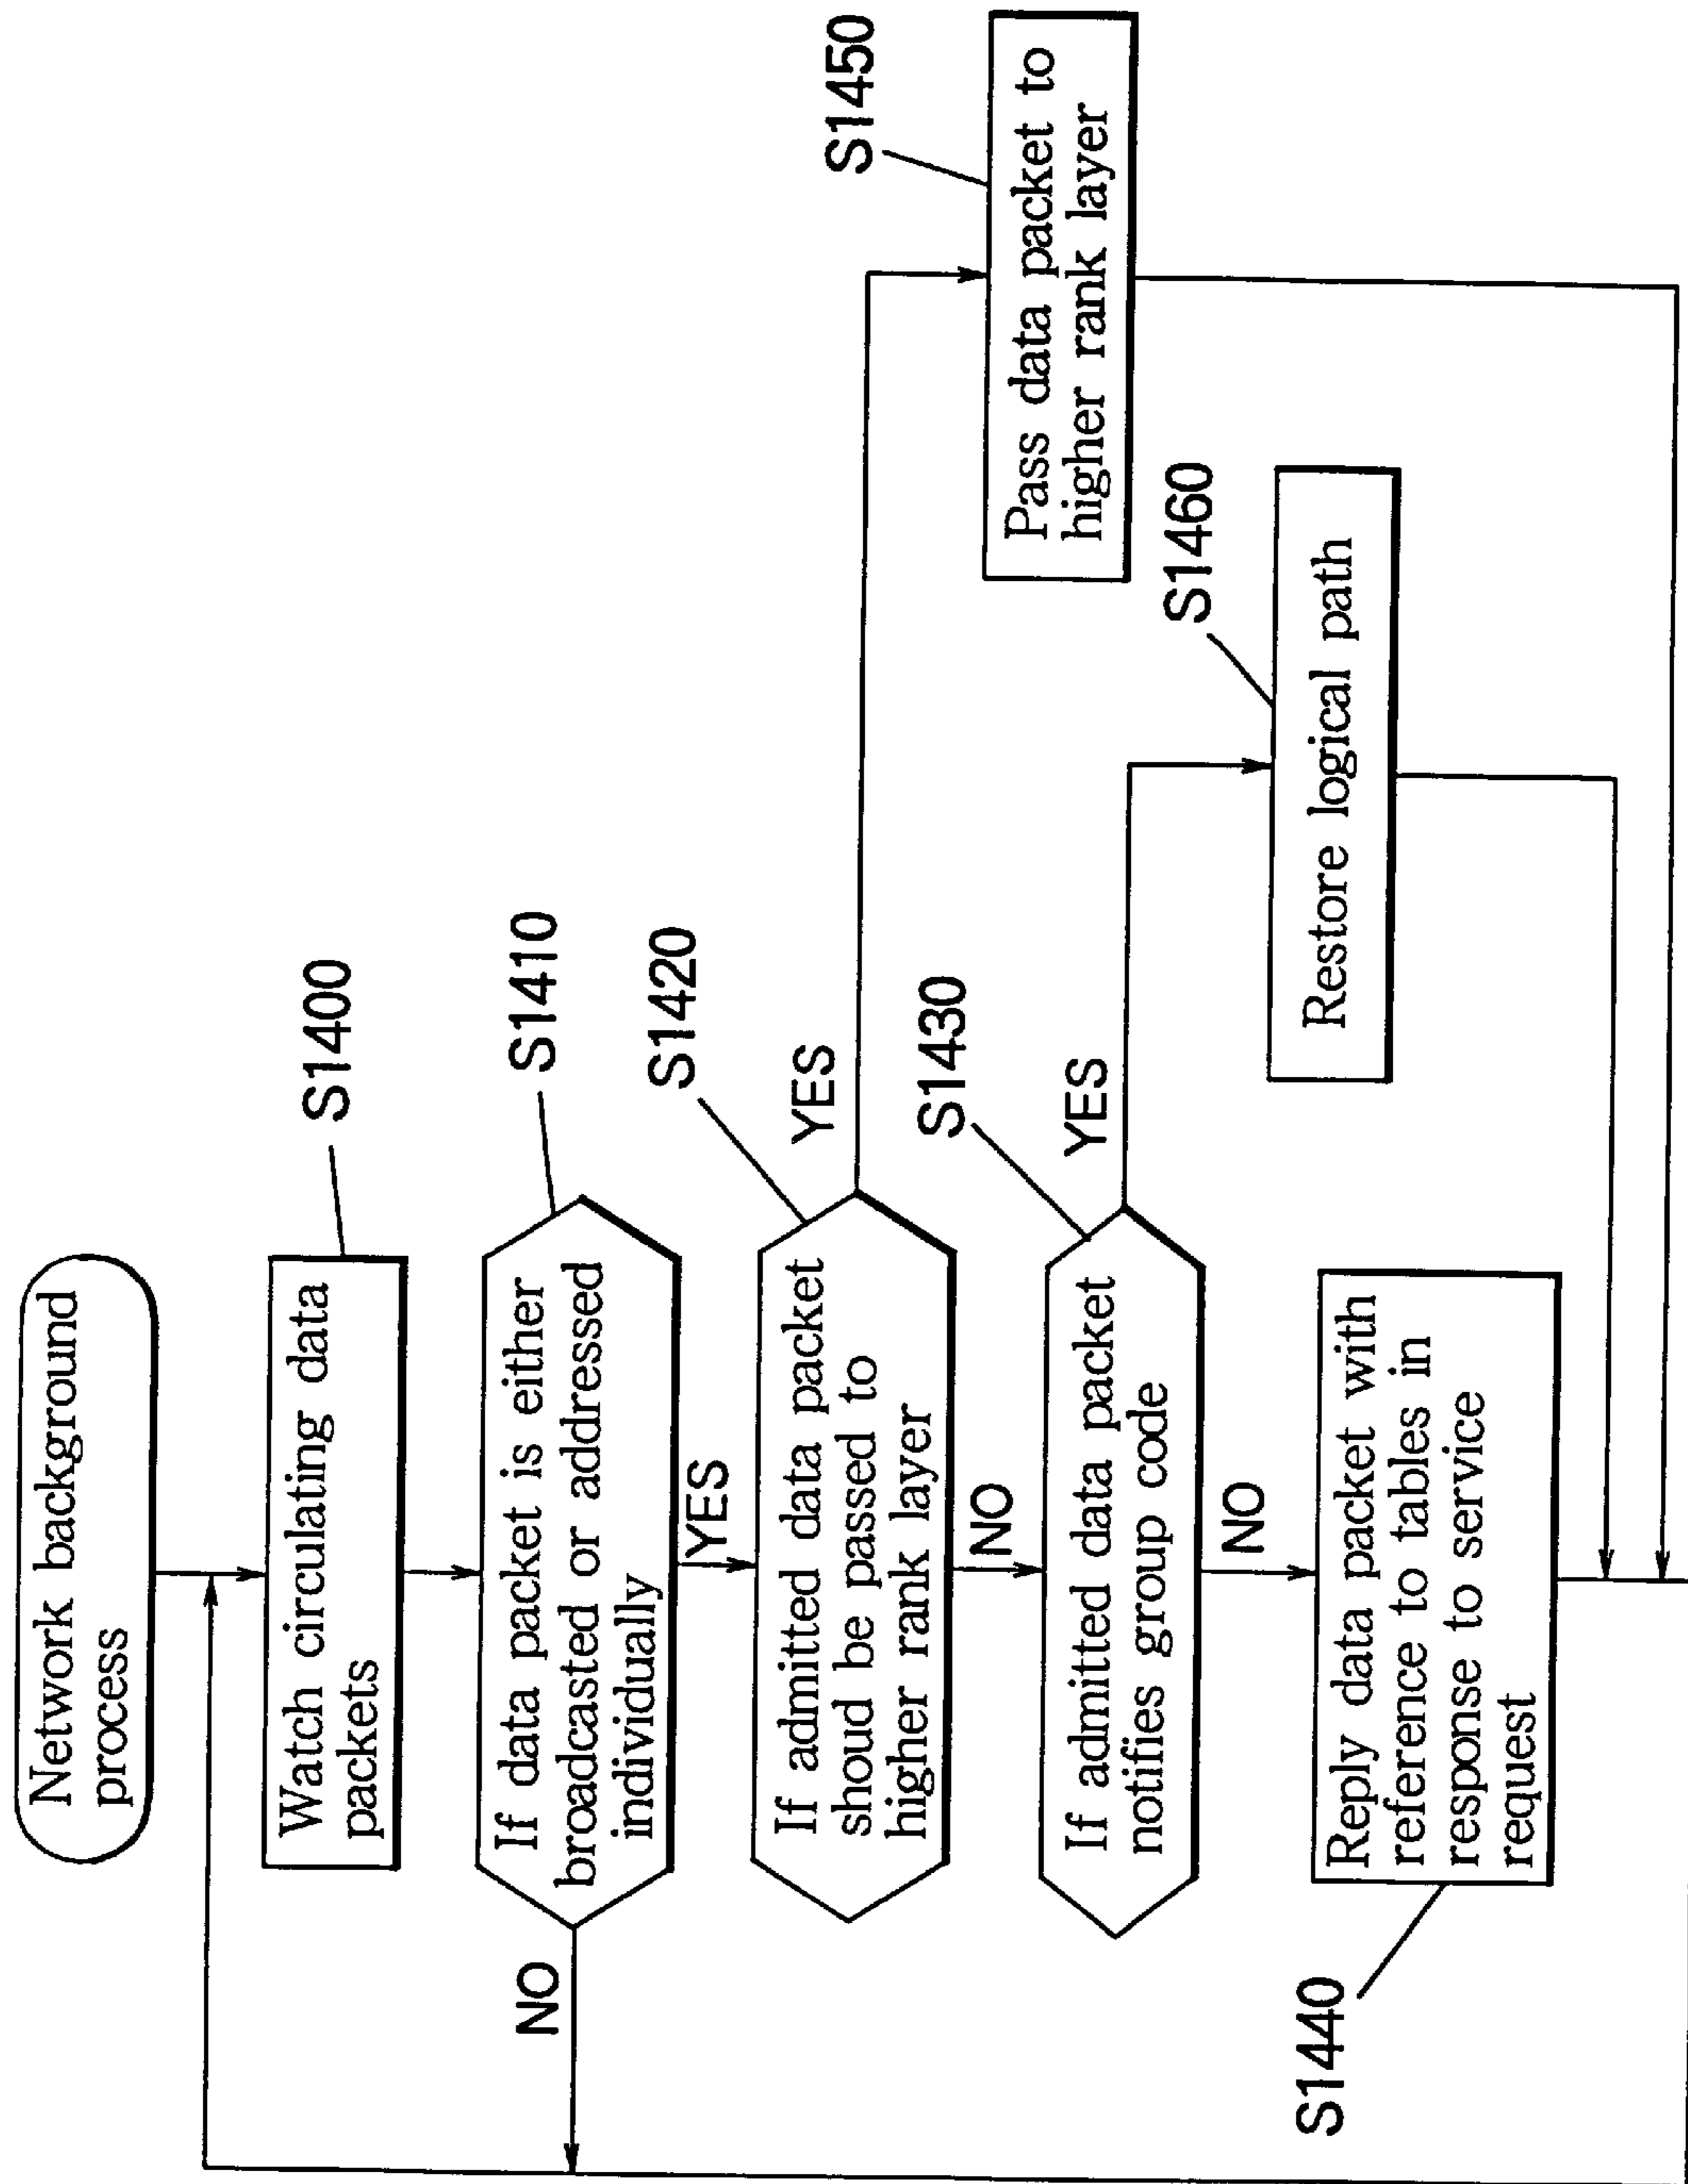 Network background
process
S1400
Watch circulating data
packets
S1410
If data packet is either
broadcasted or addressed
individually
NO
YES
S1420
If admitted data packet
shoud be passed to
higher rank layer
YES
NO
S1450
Pass data packet to
higher rank layer
S1430
If admitted data packet
notifies group code
YES
NO
S1460
Restore logical path
S1440
Reply data packet with
reference to tables in
response to service
request